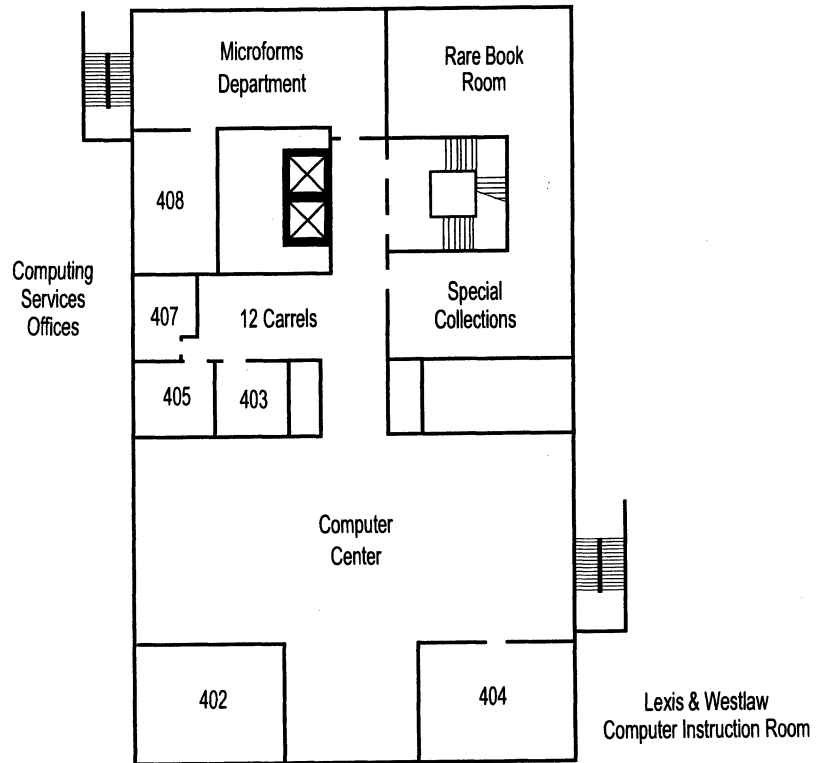 Microforms
Department
Rare Book
Room
408
Computing
Services
Offices
407
12 Carrels
Special
Collections
405
403
Computer
Center
402
404
Lexis & Westlaw
Computer Instruction Room